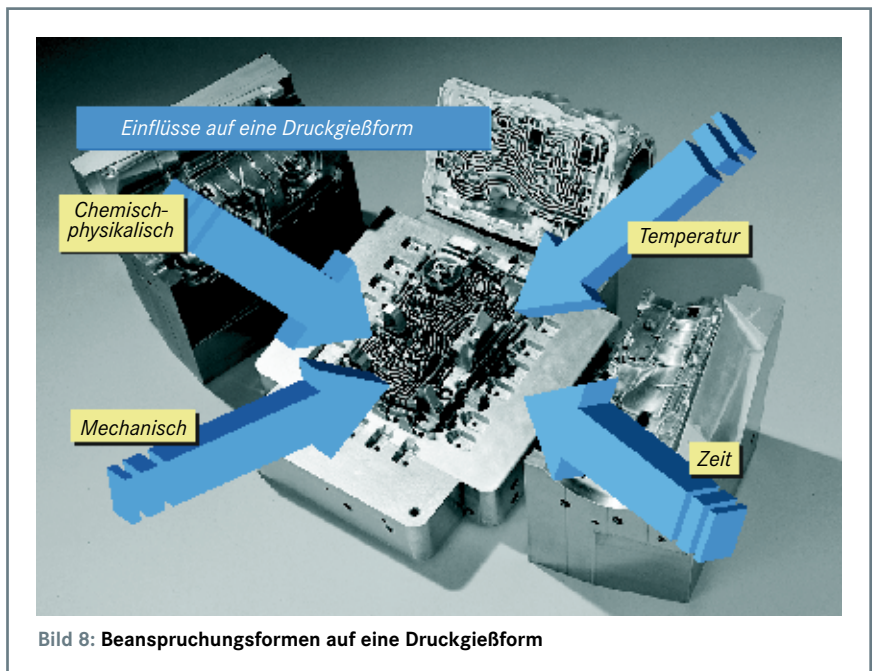 Einflüsse auf eine Druckgießform
Chemisch-
physikalisch
Temperatur
Mechanisch
Zeit
Bild 8: Beanspruchungsformen auf eine Druckgießform